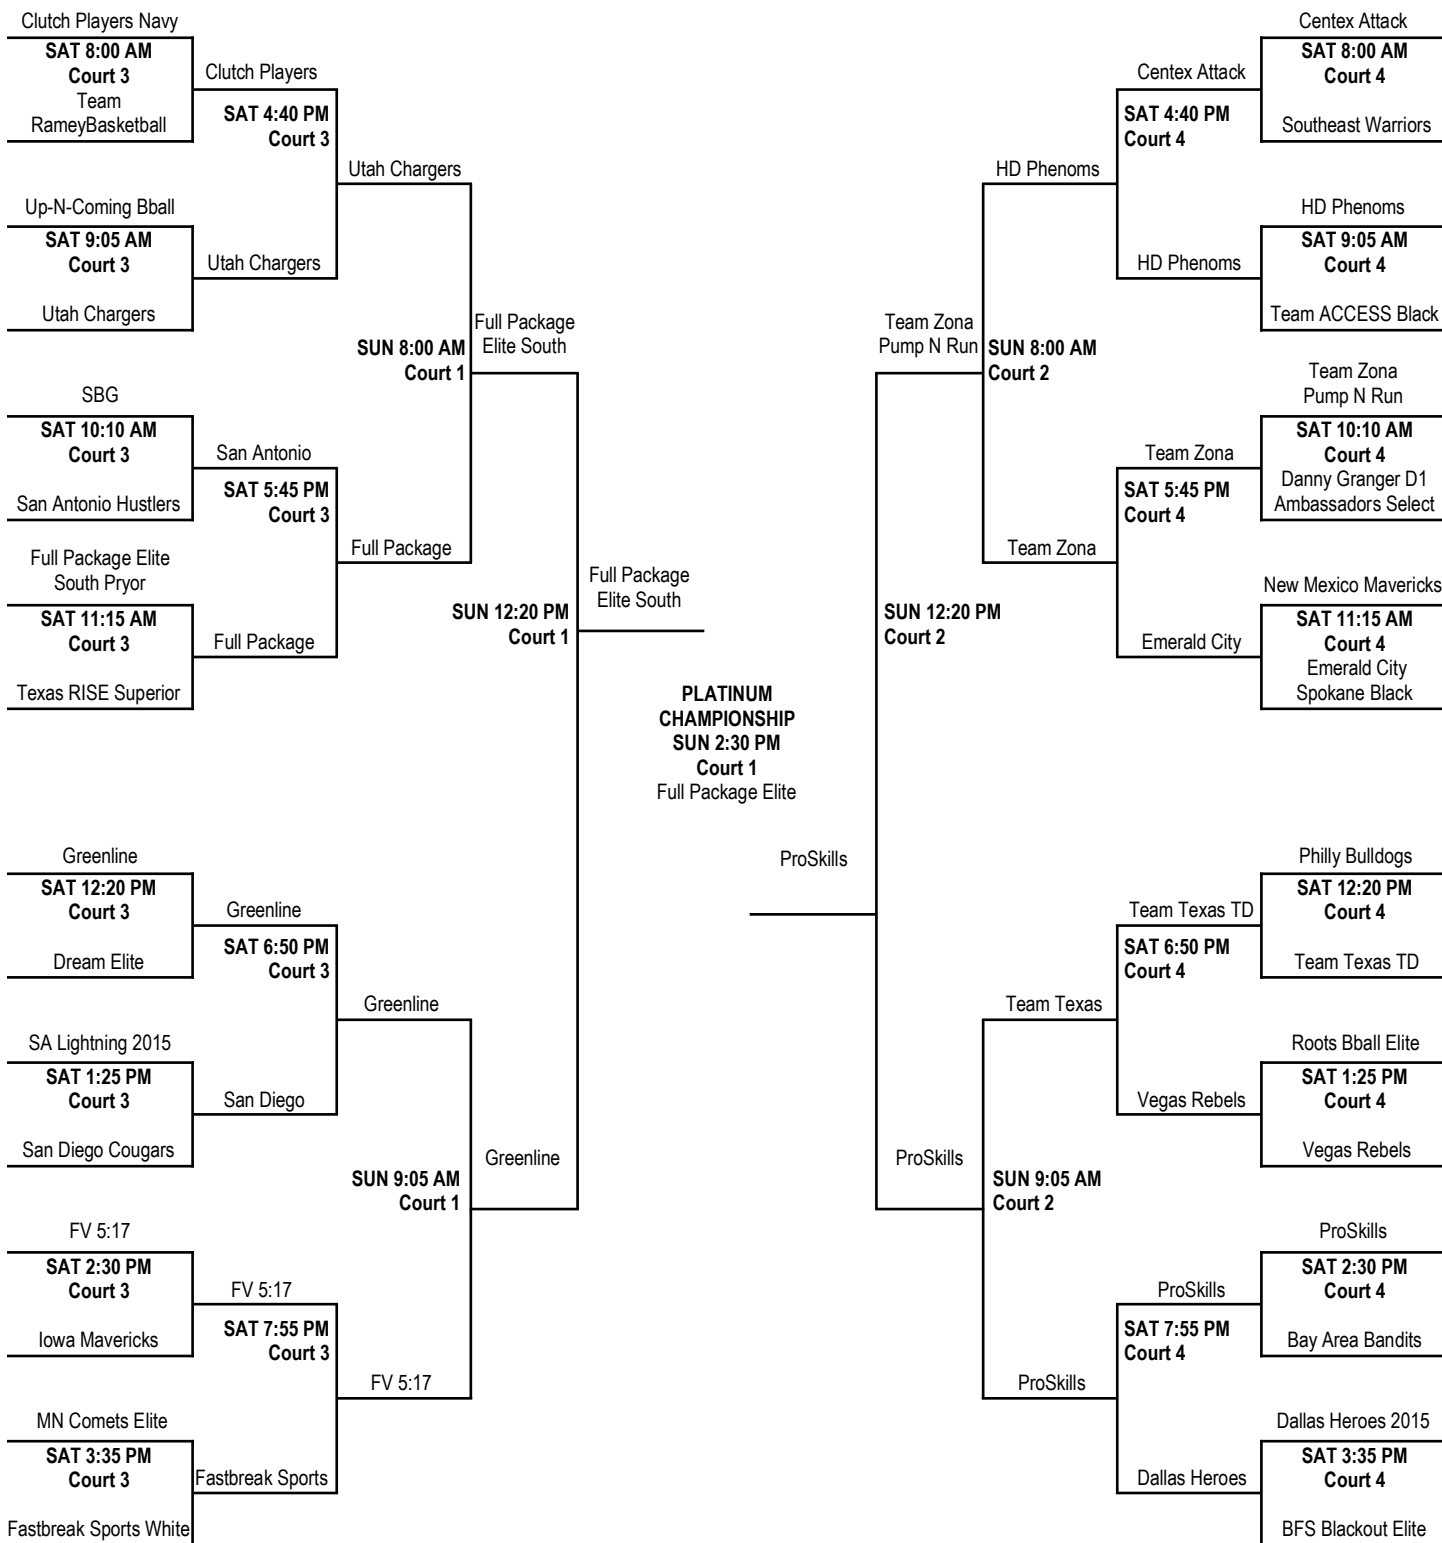 Clutch Players Navy
SAT 8:00 AM
Court 3
Team
RameyBasketball
Clutch Players
SAT 4:40 PM
Court 3
Up-N-Coming Bball
SAT 9:05 AM
Court 3
Utah Chargers
Utah Chargers
Utah Chargers
SUN 8:00 AM
Court 1
SBG
SAT 10:10 AM
Court 3
San Antonio Hustlers
San Antonio
SAT 5:45 PM
Court 3
Full Package Elite
South Pryor
SAT 11:15 AM
Court 3
Texas RISE Superior
Full Package
Full Package
Full Package
Elite South
SUN 12:20 PM
Court 1
Full Package
Elite South
Greenline
SAT 12:20 PM
Court 3
Dream Elite
Greenline
SAT 6:50 PM
Court 3
SA Lightning 2015
SAT 1:25 PM
Court 3
San Diego Cougars
San Diego
Greenline
SUN 9:05 AM
Court 1
Greenline
FV 5:17
SAT 2:30 PM
Court 3
Iowa Mavericks
FV 5:17
SAT 7:55 PM
Court 3
MN Comets Elite
SAT 3:35 PM
Court 3
Fastbreak Sports White
Fastbreak Sports
FV 5:17
PLATINUM
CHAMPIONSHIP
SUN 2:30 PM
Court 1
Full Package Elite
ProSkills
Centex Attack
SAT 8:00 AM
Court 4
Southeast Warriors
Centex Attack
SAT 4:40 PM
Court 4
HD Phenoms
SAT 9:05 AM
Court 4
Team ACCESS Black
HD Phenoms
HD Phenoms
Team Zona
Pump N Run
SUN 8:00 AM
Court 2
Team Zona
Pump N Run
SAT 10:10 AM
Court 4
Danny Granger D1
Ambassadors Select
Team Zona
SAT 5:45 PM
Court 4
Team Zona
New Mexico Mavericks
SAT 11:15 AM
Court 4
Emerald City
Spokane Black
Emerald City
SUN 12:20 PM
Court 2
Philly Bulldogs
SAT 12:20 PM
Court 4
Team Texas TD
Team Texas TD
SAT 6:50 PM
Court 4
Team Texas
Roots Bball Elite
SAT 1:25 PM
Court 4
Vegas Rebels
Vegas Rebels
ProSkills
SUN 9:05 AM
Court 2
ProSkills
SAT 2:30 PM
Court 4
Bay Area Bandits
ProSkills
SAT 7:55 PM
Court 4
ProSkills
Dallas Heroes 2015
SAT 3:35 PM
Court 4
BFS Blackout Elite
Dallas Heroes